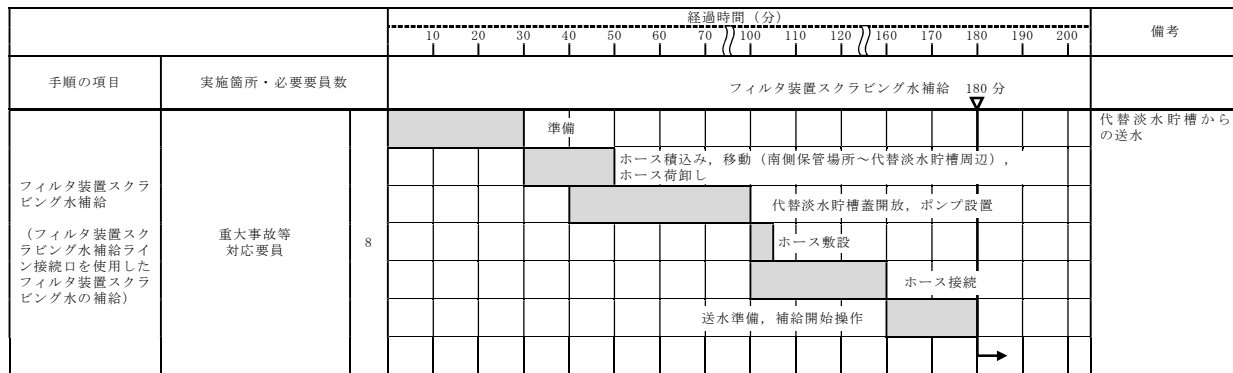 経過時間（分）
備考
10 20 30 40 50 60 70 100 110 120 160 170 180 190 200
手順の項目
実施箇所・必要要員数
フィルタ装置スクラビング水補給 180 分
フィルタ装置スクラ
ビング水補給
（フィルタ装置スク
ラビング水補給ライ
ン接続口を使用した
フィルタ装置スクラ
ビング水の補給）
重大事故等
対応要員
8
準備
ホース積込み，移動（南側保管場所～代替淡水貯槽周辺），
ホース荷卸し
代替淡水貯槽蓋開放，ポンプ設置
ホース敷設
ホース接続
送水準備，補給開始操作
代替淡水貯槽から
の送水